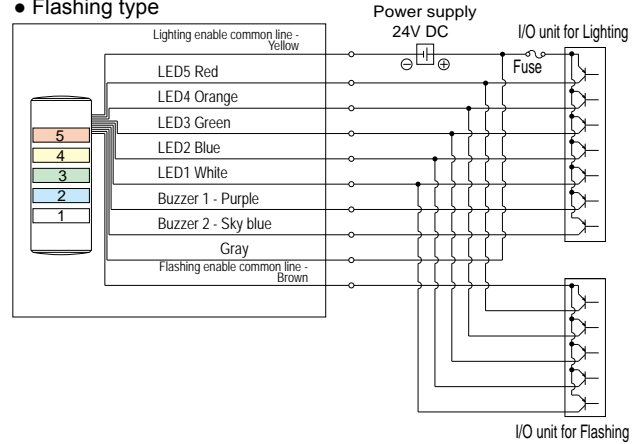 ● Flashing type
Power supply
24V DC
I/O unit for Lighting
Lighting enable common line -
Yellow
⊖ ⊕
Fuse
LED5 Red
LED4 Orange
LED3 Green
LED2 Blue
LED1 White
Buzzer 1 - Purple
Buzzer 2 - Sky blue
Gray
Flashing enable common line -
Brown
5
4
3
2
1
I/O unit for Flashing